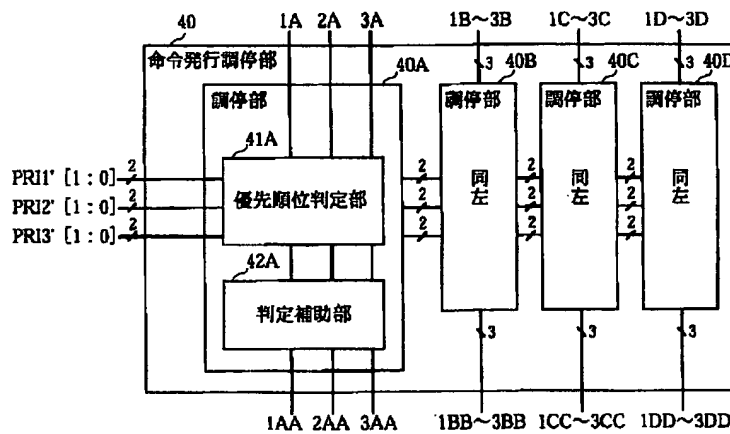 40
1A 2A 3A 1B～3B 1C～3C 1D～3D
命令発行調停部
3 3 3
40A 40B 40C 40D
調停部 調停部 調停部 調停部
41A
優先順位判定部
PRI1' [1：0] 2
PRI2' [1：0] 2
PRI3' [1：0] 2
2 2 2
2 2 2
2 2 2
同左 同左 同左
42A
判定補助部
3 3 3
1AA 2AA 3AA 1BB～3BB 1CC～3CC 1DD～3DD